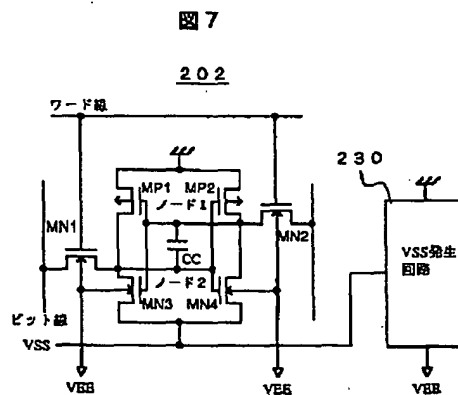 図7
202
ワード線
230
MP1
MP2
ノード1
MN1
MN2
CC
VSS発生
回路
ノード2
MN3
MN4
ビット線
VSS
VEE
VEE
VEE